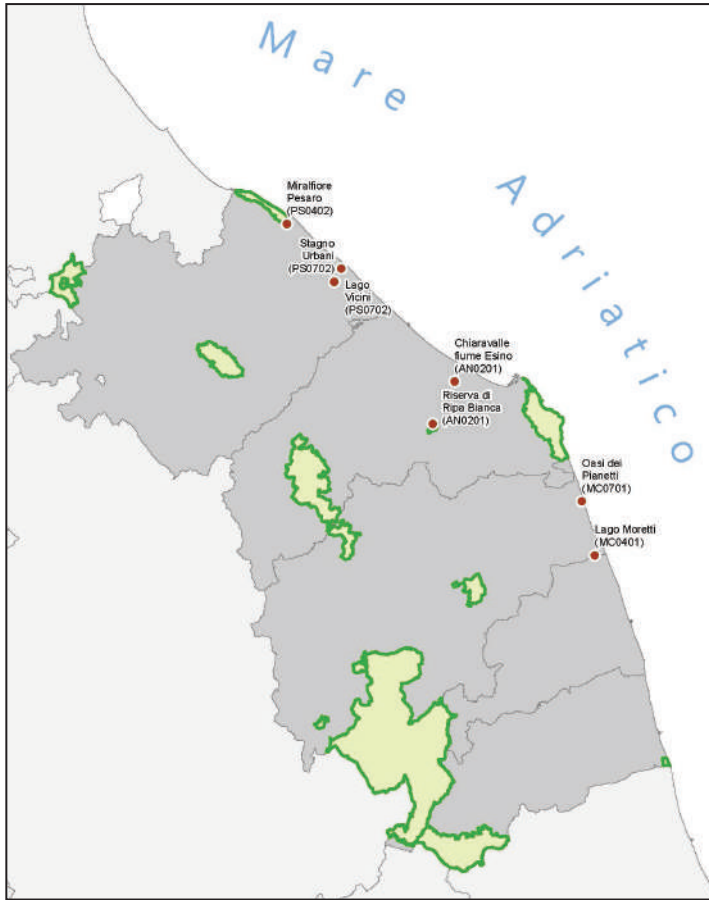 Mare Adriatico
Miralfiore
Pesaro
(PS0402)
Stagno
Urbani
(PS0702)
Lago
Vicini
(PS0702)
Chiaravalle
fiume Esino
(AN0201)
Riserva di
Ripa Bianca
(AN0201)
Oasi dei
Pianetti
(MC0701)
Lago Moretti
(MC0401)